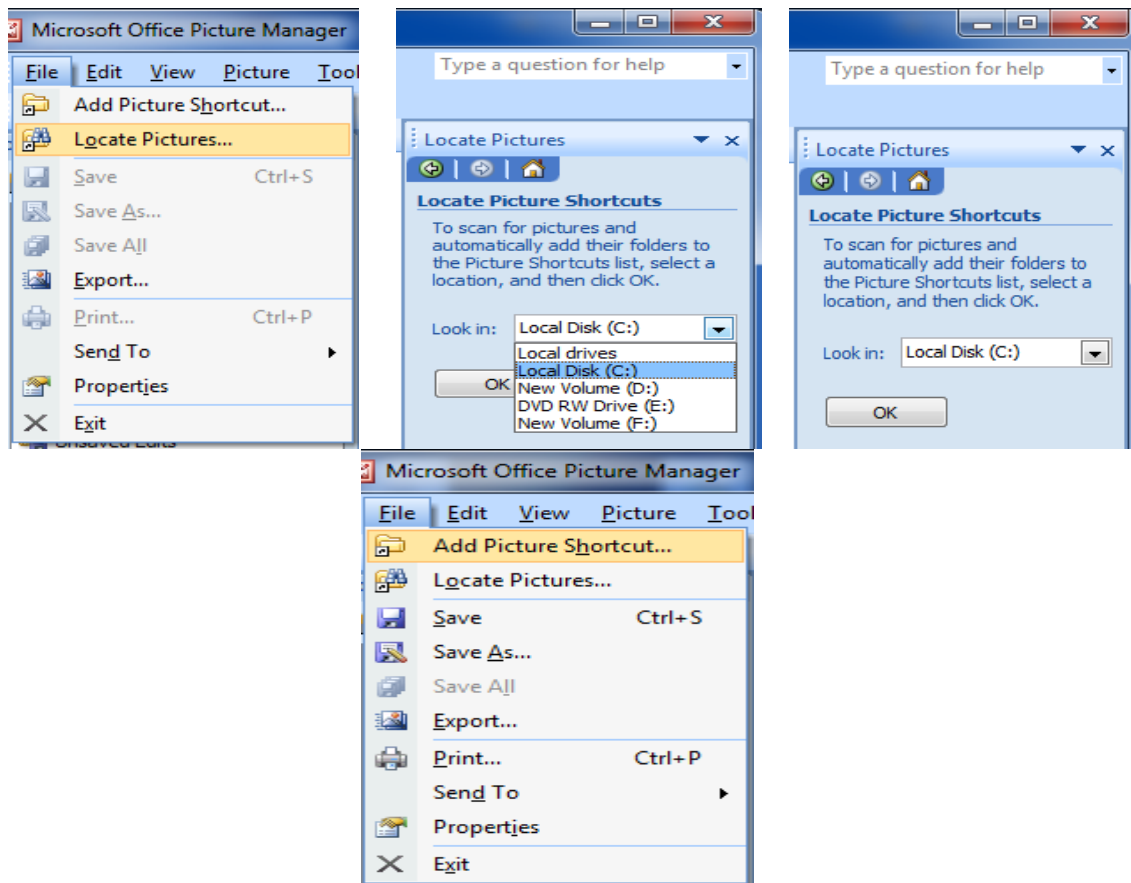 Microsoft Office Picture Manager
File Edit View Picture Tool
Add Picture Shortcut...
Locate Pictures...
Save Ctrl+S
Save As...
Save All
Export...
Print... Ctrl+P
Send To
Properties
Exit
Unsaved Edits
Type a question for help
Locate Pictures
Locate Picture Shortcuts
To scan for pictures and
automatically add their folders to
the Picture Shortcuts list, select a
location, and then click OK.
Look in: Local Disk (C:)
Local drives
Local Disk (C:)
New Volume (D:)
DVD RW Drive (E:)
New Volume (F:)
OK
Type a question for help
Locate Pictures
Locate Picture Shortcuts
To scan for pictures and
automatically add their folders to
the Picture Shortcuts list, select a
location, and then click OK.
Look in: Local Disk (C:)
OK
Microsoft Office Picture Manager
File Edit View Picture Tool
Add Picture Shortcut...
Locate Pictures...
Save Ctrl+S
Save As...
Save All
Export...
Print... Ctrl+P
Send To
Properties
Exit